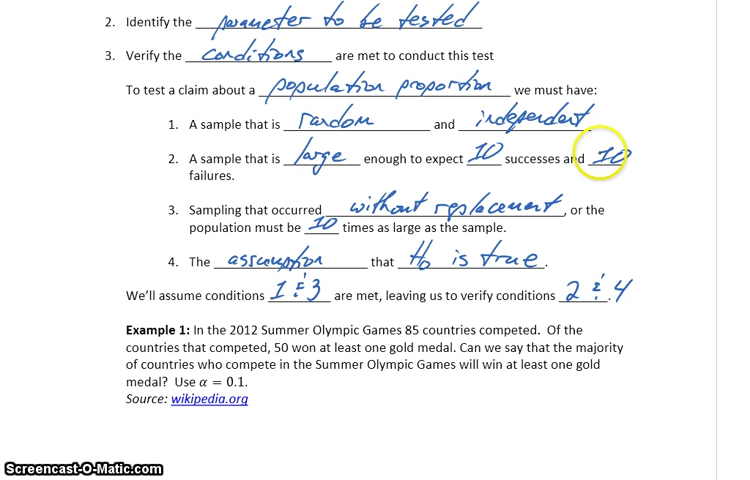 2. Identify the parameter to be tested
3. Verify the conditions are met to conduct this test
To test a claim about a population proportion we must have:
1. A sample that is random and independent
2. A sample that is large enough to expect 10 successes and 10
failures.
3. Sampling that occurred without replacement, or the
population must be 10 times as large as the sample.
4. The assumption that H₀ is true.
We'll assume conditions 1 & 3 are met, leaving us to verify conditions 2 & 4.
Example 1: In the 2012 Summer Olympic Games 85 countries competed. Of the
countries that competed, 50 won at least one gold medal. Can we say that the majority
of countries who compete in the Summer Olympic Games will win at least one gold
medal? Use α = 0.1.
Source: wikipedia.org
Screencast-O-Matic.com